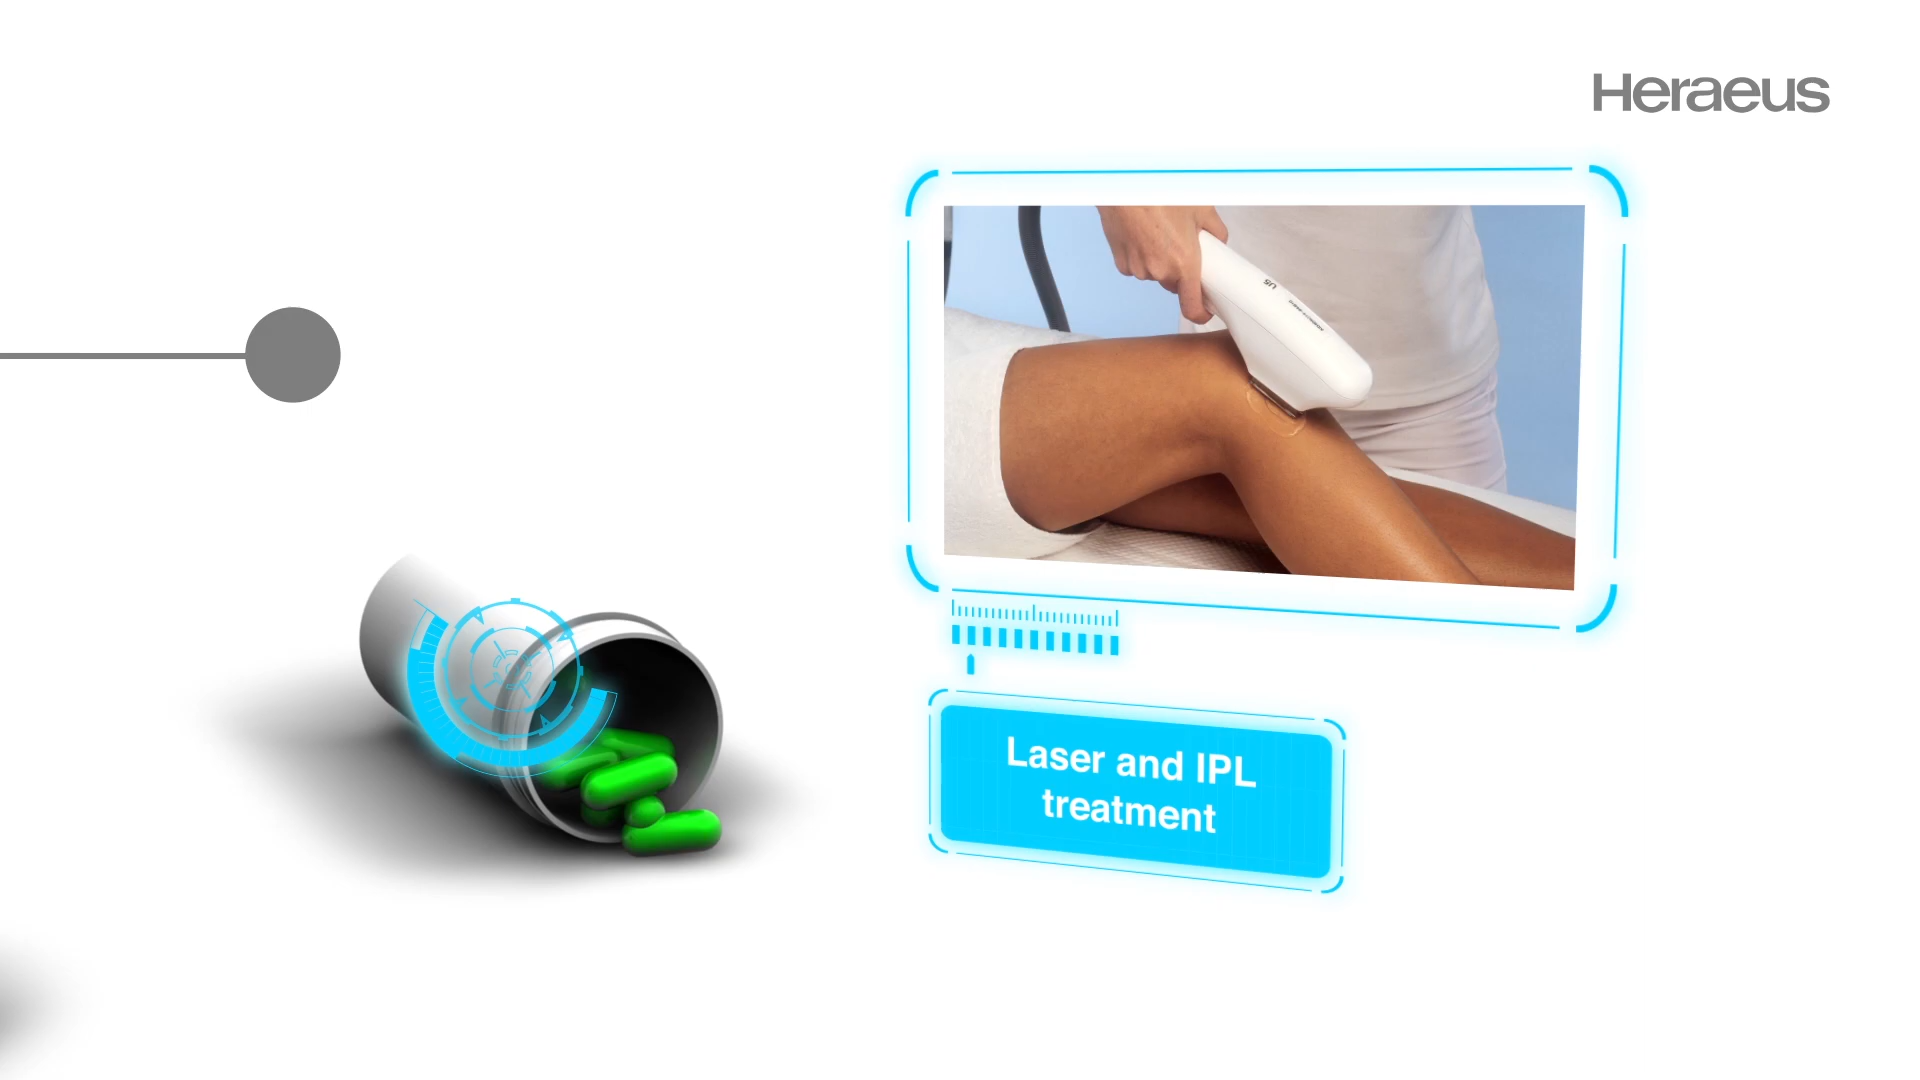 Heraeus
Laser and IPL
treatment